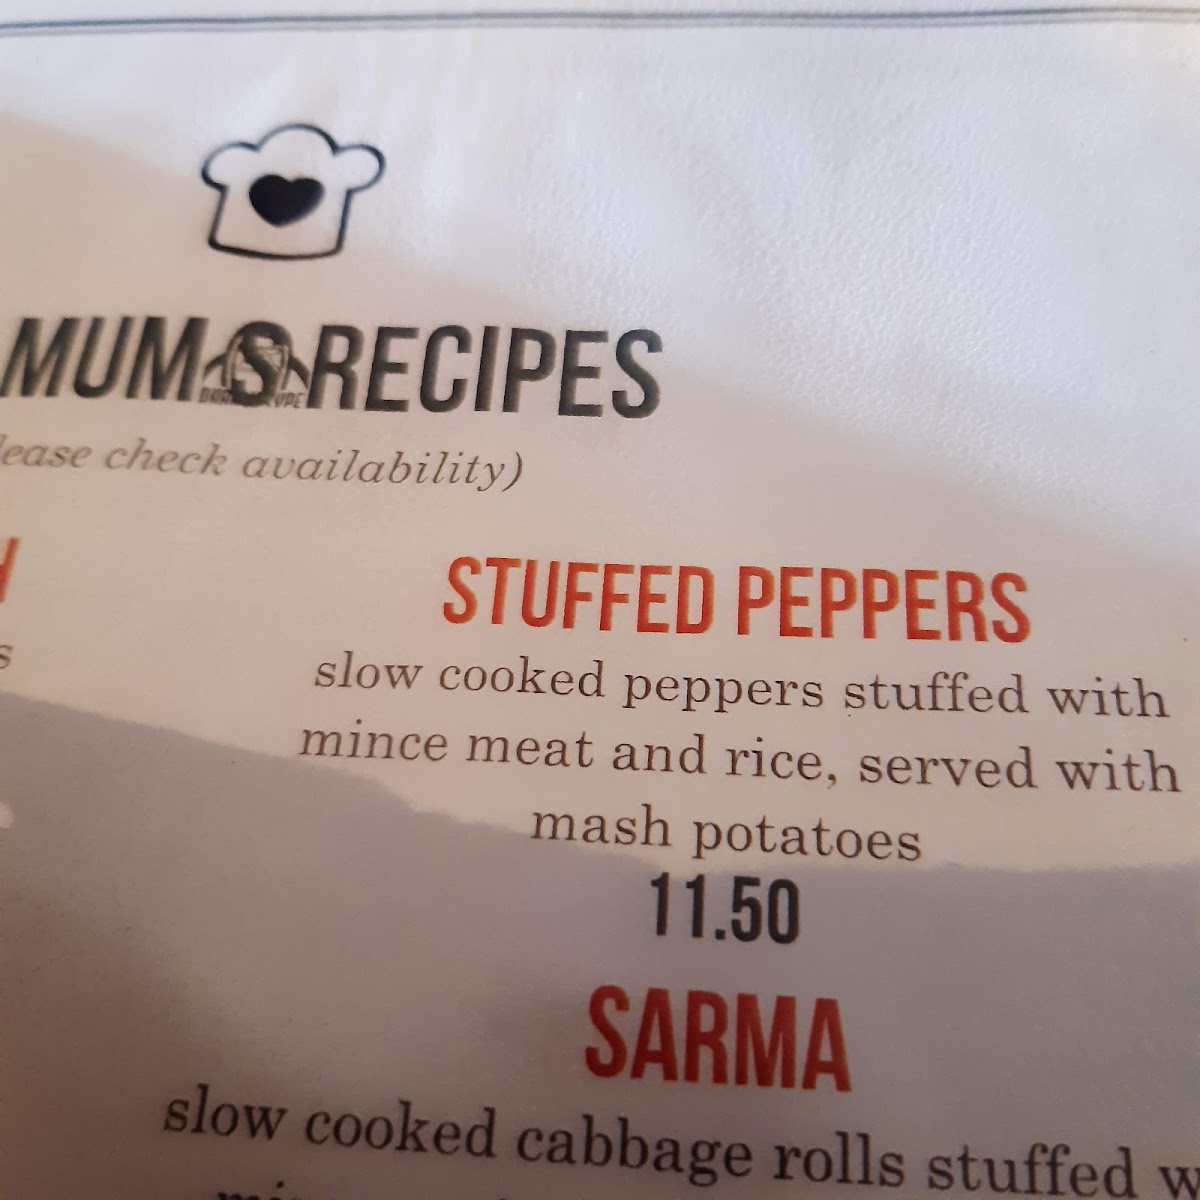 MUMS RECIPES
lease check availability)
STUFFED PEPPERS
slow cooked peppers stuffed with
mince meat and rice, served with
mash potatoes
11.50
SARMA
slow cooked cabbage rolls stuffed w